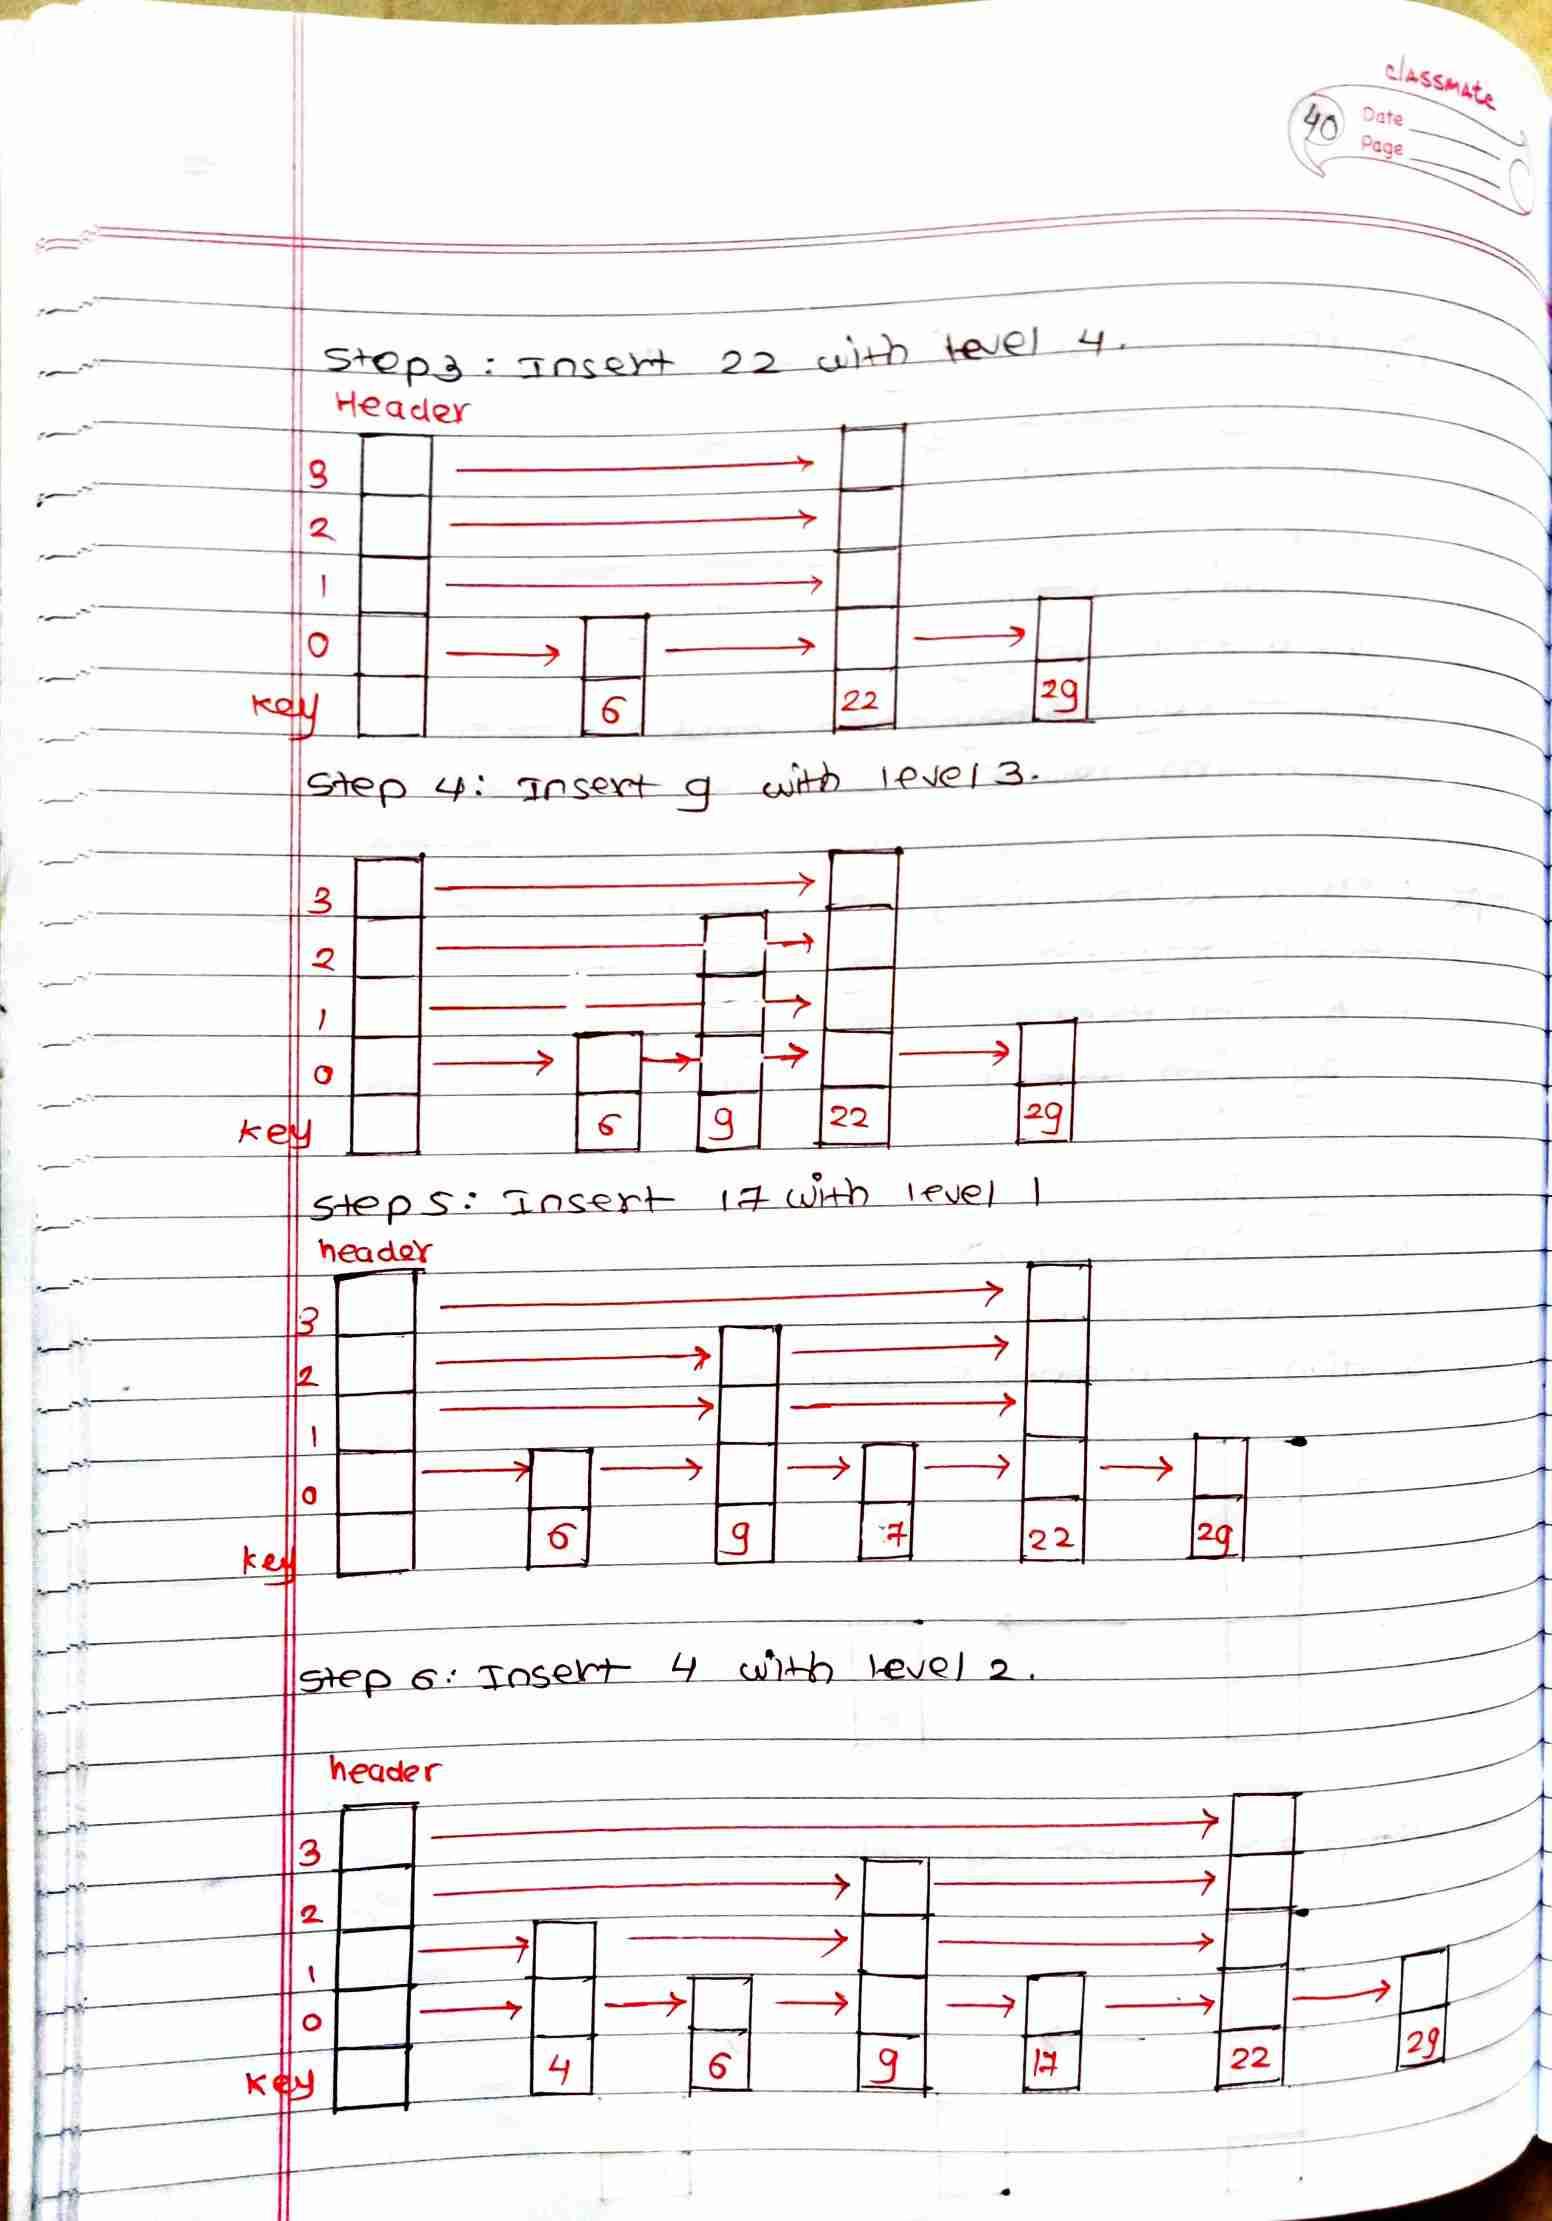 classmate
40 Date
Page
Step3: Insert 22 with level 4.
Header
3
2
1
0
key 6 22 29
Step 4: Insert 9 with level 3.
3
2
1
0
key 6 9 22 29
Step 5: Insert 17 with level 1
header
3
2
1
0
key 6 9 7 22 29
Step 6: Insert 4 with level 2.
header
3
2
1
0
key 4 6 9 17 22 29